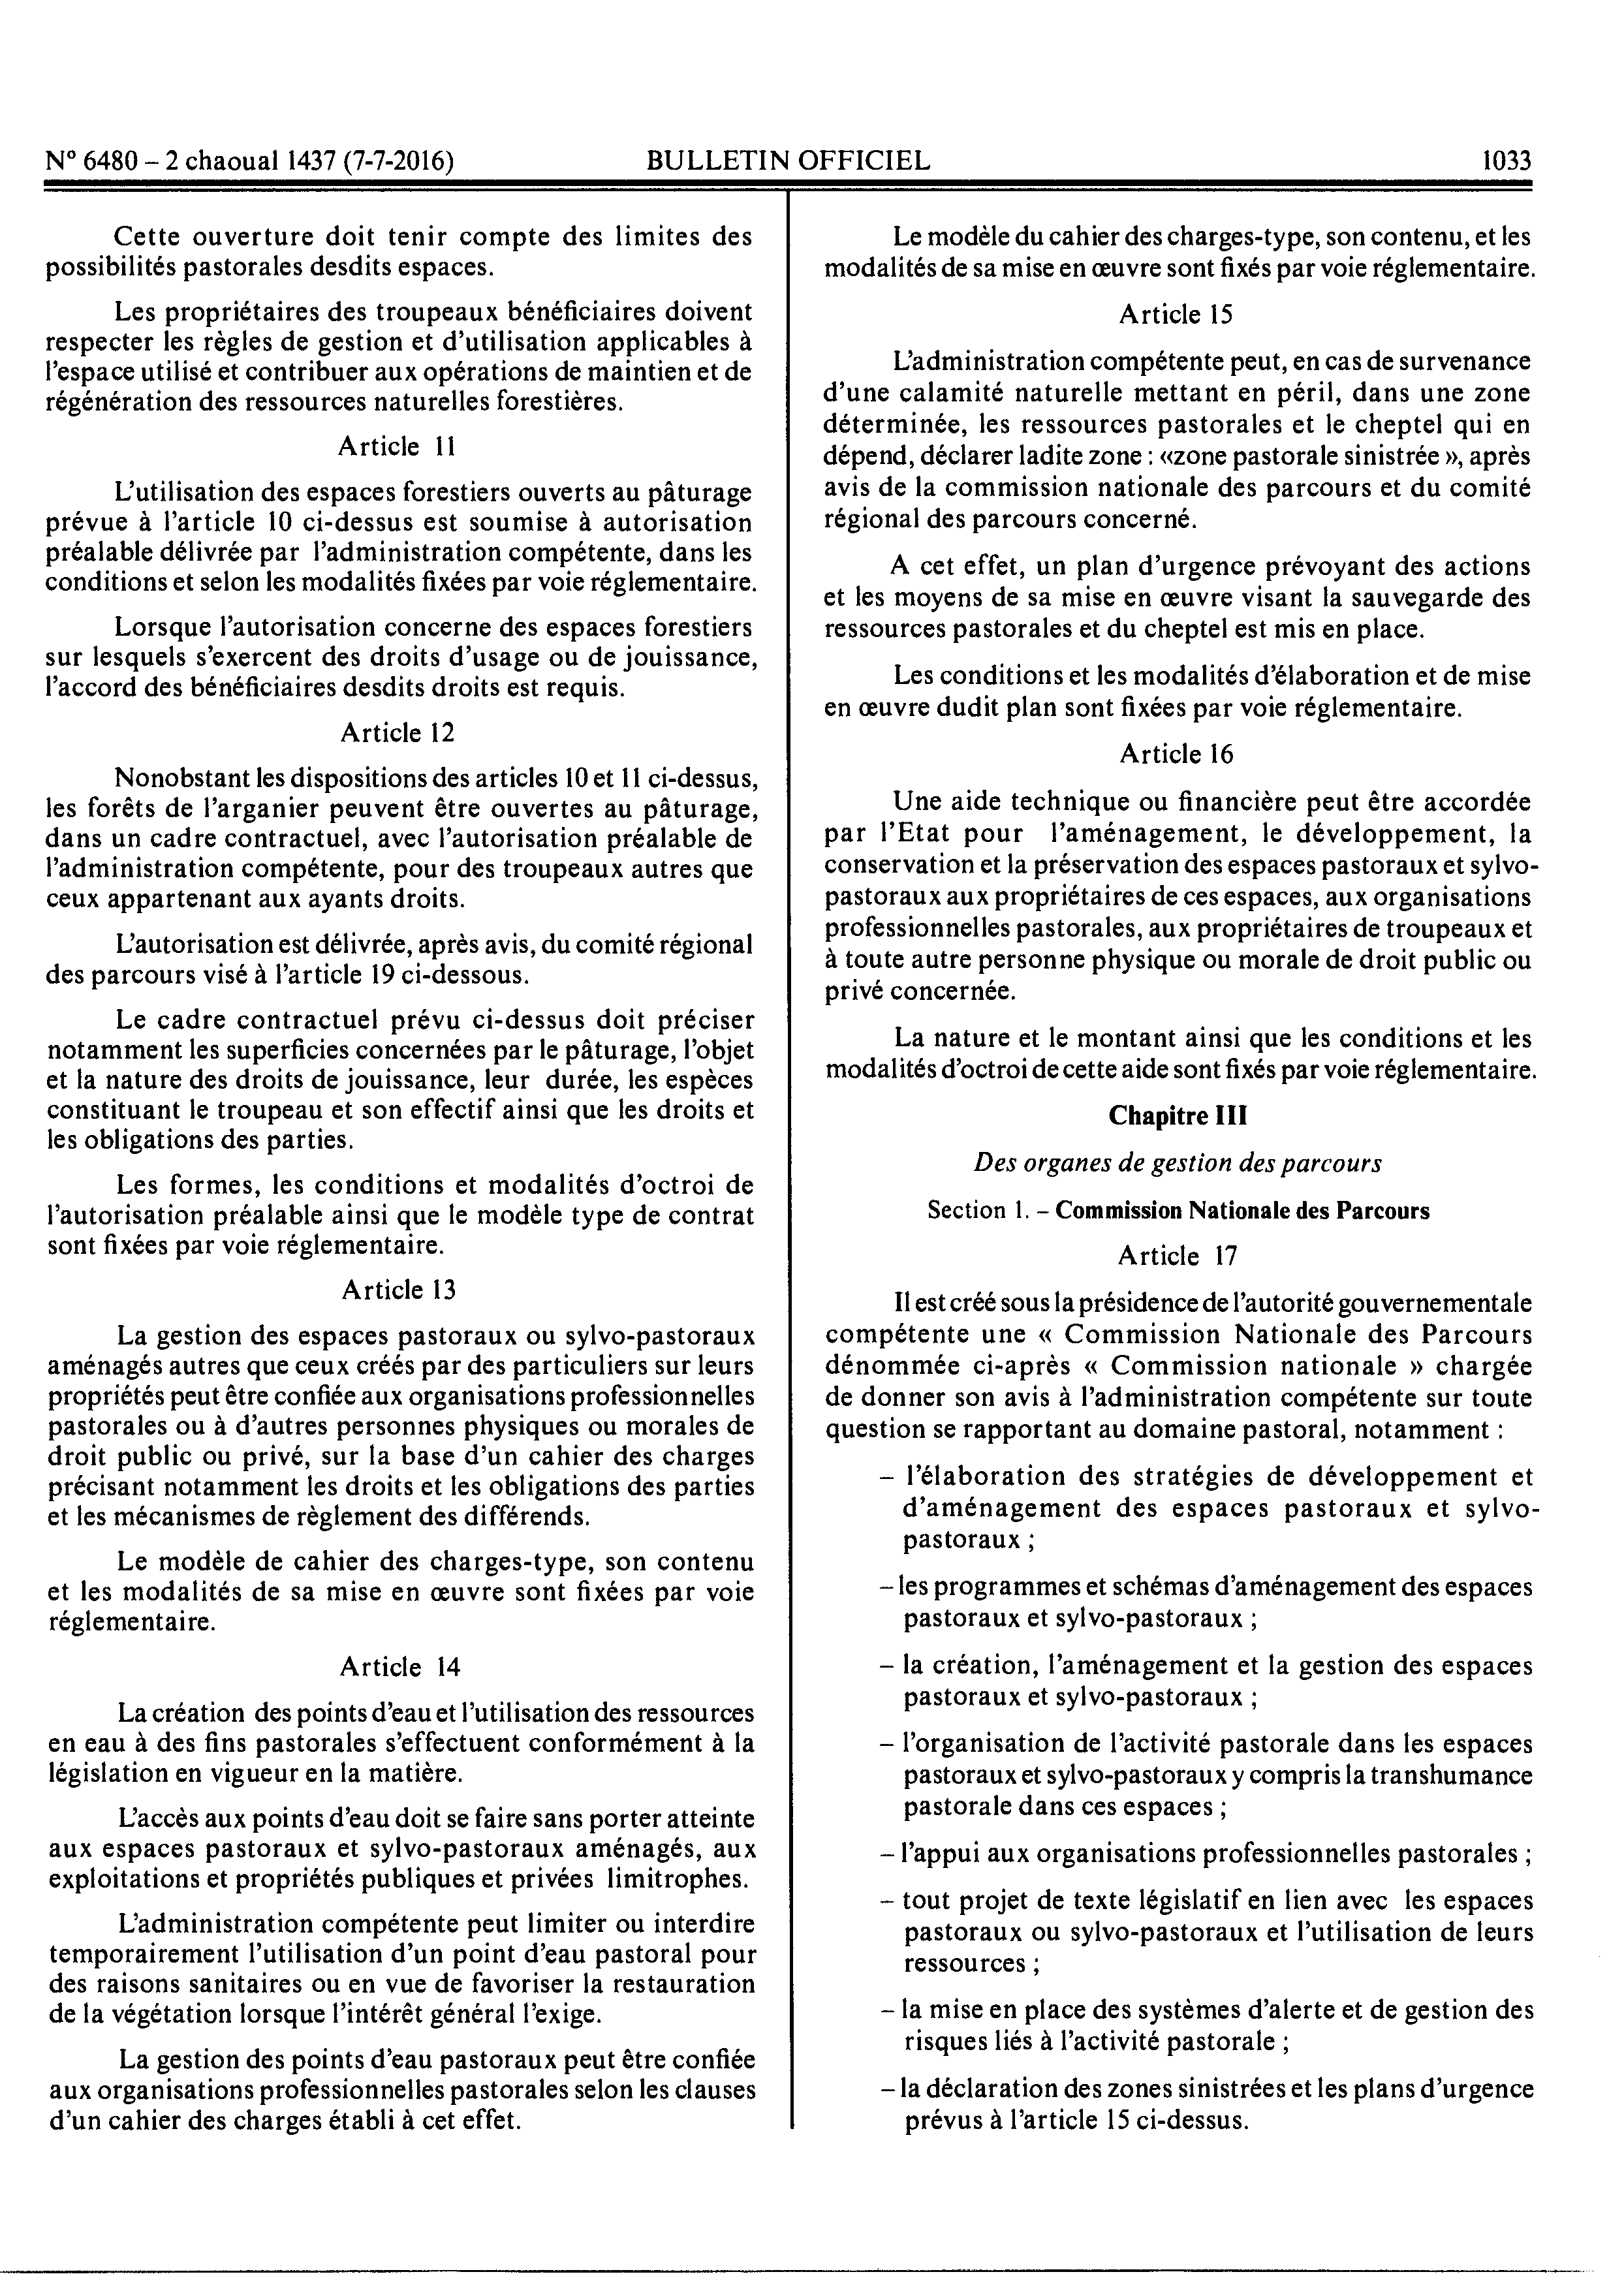 N° 6480 – 2 chaoual 1437 (7-7-2016)
BULLETIN OFFICIEL
1033
Cette ouverture doit tenir compte des limites des
possibilités pastorales desdits espaces.
Les propriétaires des troupeaux bénéficiaires doivent
respecter les règles de gestion et d'utilisation applicables à
l'espace utilisé et contribuer aux opérations de maintien et de
régénération des ressources naturelles forestières.
Article 11
L'utilisation des espaces forestiers ouverts au pâturage
prévue à l'article 10 ci-dessus est soumise à autorisation
préalable délivrée par l'administration compétente, dans les
conditions et selon les modalités fixées par voie réglementaire.
Lorsque l'autorisation concerne des espaces forestiers
sur lesquels s'exercent des droits d'usage ou de jouissance,
l'accord des bénéficiaires desdits droits est requis.
Article 12
Nonobstant les dispositions des articles 10 et 11 ci-dessus,
les forêts de l'arganier peuvent être ouvertes au pâturage,
dans un cadre contractuel, avec l'autorisation préalable de
l'administration compétente, pour des troupeaux autres que
ceux appartenant aux ayants droits.
L'autorisation est délivrée, après avis, du comité régional
des parcours visé à l'article 19 ci-dessous.
Le cadre contractuel prévu ci-dessus doit préciser
notamment les superficies concernées par le pâturage, l'objet
et la nature des droits de jouissance, leur durée, les espèces
constituant le troupeau et son effectif ainsi que les droits et
les obligations des parties.
Les formes, les conditions et modalités d'octroi de
l'autorisation préalable ainsi que le modèle type de contrat
sont fixées par voie réglementaire.
Article 13
La gestion des espaces pastoraux ou sylvo-pastoraux
aménagés autres que ceux créés par des particuliers sur leurs
propriétés peut être confiée aux organisations professionnelles
pastorales ou à d'autres personnes physiques ou morales de
droit public ou privé, sur la base d'un cahier des charges
précisant notamment les droits et les obligations des parties
et les mécanismes de règlement des différends.
Le modèle de cahier des charges-type, son contenu
et les modalités de sa mise en œuvre sont fixées par voie
réglementaire.
Article 14
La création des points d'eau et l'utilisation des ressources
en eau à des fins pastorales s'effectuent conformément à la
législation en vigueur en la matière.
L'accès aux points d'eau doit se faire sans porter atteinte
aux espaces pastoraux et sylvo-pastoraux aménagés, aux
exploitations et propriétés publiques et privées limitrophes.
L'administration compétente peut limiter ou interdire
temporairement l'utilisation d'un point d'eau pastoral pour
des raisons sanitaires ou en vue de favoriser la restauration
de la végétation lorsque l'intérêt général l'exige.
La gestion des points d'eau pastoraux peut être confiée
aux organisations professionnelles pastorales selon les clauses
d'un cahier des charges établi à cet effet.
Le modèle du cahier des charges-type, son contenu, et les
modalités de sa mise en œuvre sont fixés par voie réglementaire.
Article 15
L'administration compétente peut, en cas de survenance
d'une calamité naturelle mettant en péril, dans une zone
déterminée, les ressources pastorales et le cheptel qui en
dépend, déclarer ladite zone : «zone pastorale sinistrée », après
avis de la commission nationale des parcours et du comité
régional des parcours concerné.
A cet effet, un plan d'urgence prévoyant des actions
et les moyens de sa mise en œuvre visant la sauvegarde des
ressources pastorales et du cheptel est mis en place.
Les conditions et les modalités d'élaboration et de mise
en œuvre dudit plan sont fixées par voie réglementaire.
Article 16
Une aide technique ou financière peut être accordée
par l'Etat pour l'aménagement, le développement, la
conservation et la préservation des espaces pastoraux et sylvo-
pastoraux aux propriétaires de ces espaces, aux organisations
professionnelles pastorales, aux propriétaires de troupeaux et
à toute autre personne physique ou morale de droit public ou
privé concernée.
La nature et le montant ainsi que les conditions et les
modalités d'octroi de cette aide sont fixés par voie réglementaire.
Chapitre III
Des organes de gestion des parcours
Section 1. – Commission Nationale des Parcours
Article 17
Il est créé sous la présidence de l'autorité gouvernementale
compétente une « Commission Nationale des Parcours
dénommée ci-après « Commission nationale » chargée
de donner son avis à l'administration compétente sur toute
question se rapportant au domaine pastoral, notamment :
– l'élaboration des stratégies de développement et
d'aménagement des espaces pastoraux et sylvo-
pastoraux ;
– les programmes et schémas d'aménagement des espaces
pastoraux et sylvo-pastoraux ;
– la création, l'aménagement et la gestion des espaces
pastoraux et sylvo-pastoraux ;
– l'organisation de l'activité pastorale dans les espaces
pastoraux et sylvo-pastoraux y compris la transhumance
pastorale dans ces espaces ;
– l'appui aux organisations professionnelles pastorales ;
– tout projet de texte législatif en lien avec les espaces
pastoraux ou sylvo-pastoraux et l'utilisation de leurs
ressources ;
– la mise en place des systèmes d'alerte et de gestion des
risques liés à l'activité pastorale ;
– la déclaration des zones sinistrées et les plans d'urgence
prévus à l'article 15 ci-dessus.